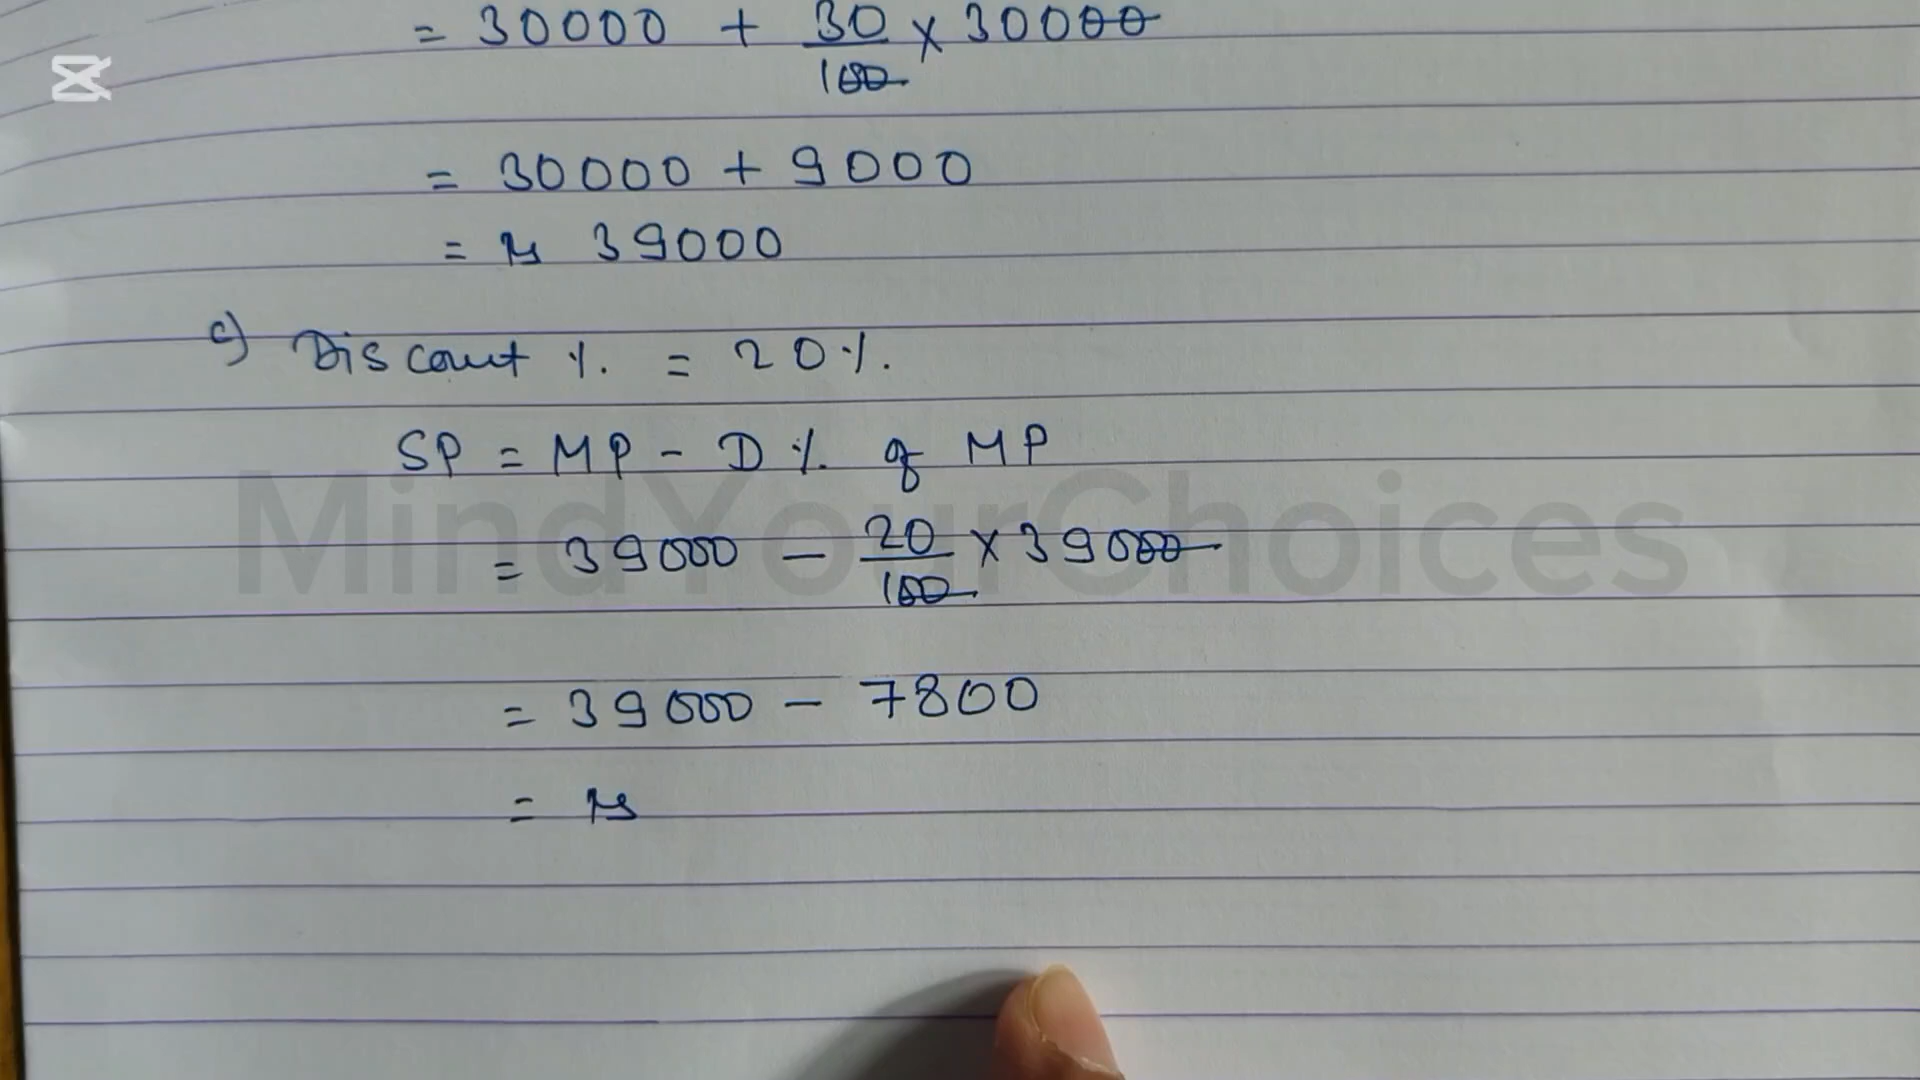 = 30000 + 30/100 × 30000
= 30000 + 9000
= Rs 39000
c) Discount % = 20%.
SP = MP - D% of MP
= 39000 - 20/100 × 39000
= 39000 - 7800
= Rs
MindYourChoices